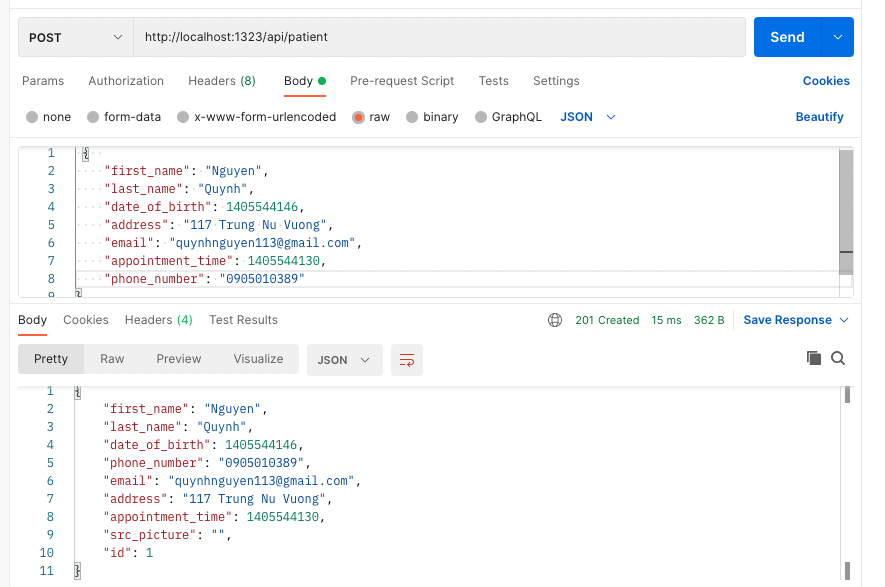 POST http://localhost:1323/api/patient Send
Params Authorization Headers (8) Body Pre-request Script Tests Settings Cookies
none form-data x-www-form-urlencoded raw binary GraphQL JSON Beautify
1 {
2 "first_name": "Nguyen",
3 "last_name": "Quynh",
4 "date_of_birth": 1405544146,
5 "address": "117 Trung Nu Vuong",
6 "email": "quynhnguyen113@gmail.com",
7 "appointment_time": 1405544130,
8 "phone_number": "0905010389"
9 }
Body Cookies Headers (4) Test Results 201 Created 15 ms 362 B Save Response
Pretty Raw Preview Visualize JSON
1 {
2 "first_name": "Nguyen",
3 "last_name": "Quynh",
4 "date_of_birth": 1405544146,
5 "phone_number": "0905010389",
6 "email": "quynhnguyen113@gmail.com",
7 "address": "117 Trung Nu Vuong",
8 "appointment_time": 1405544130,
9 "src_picture": "",
10 "id": 1
11 }